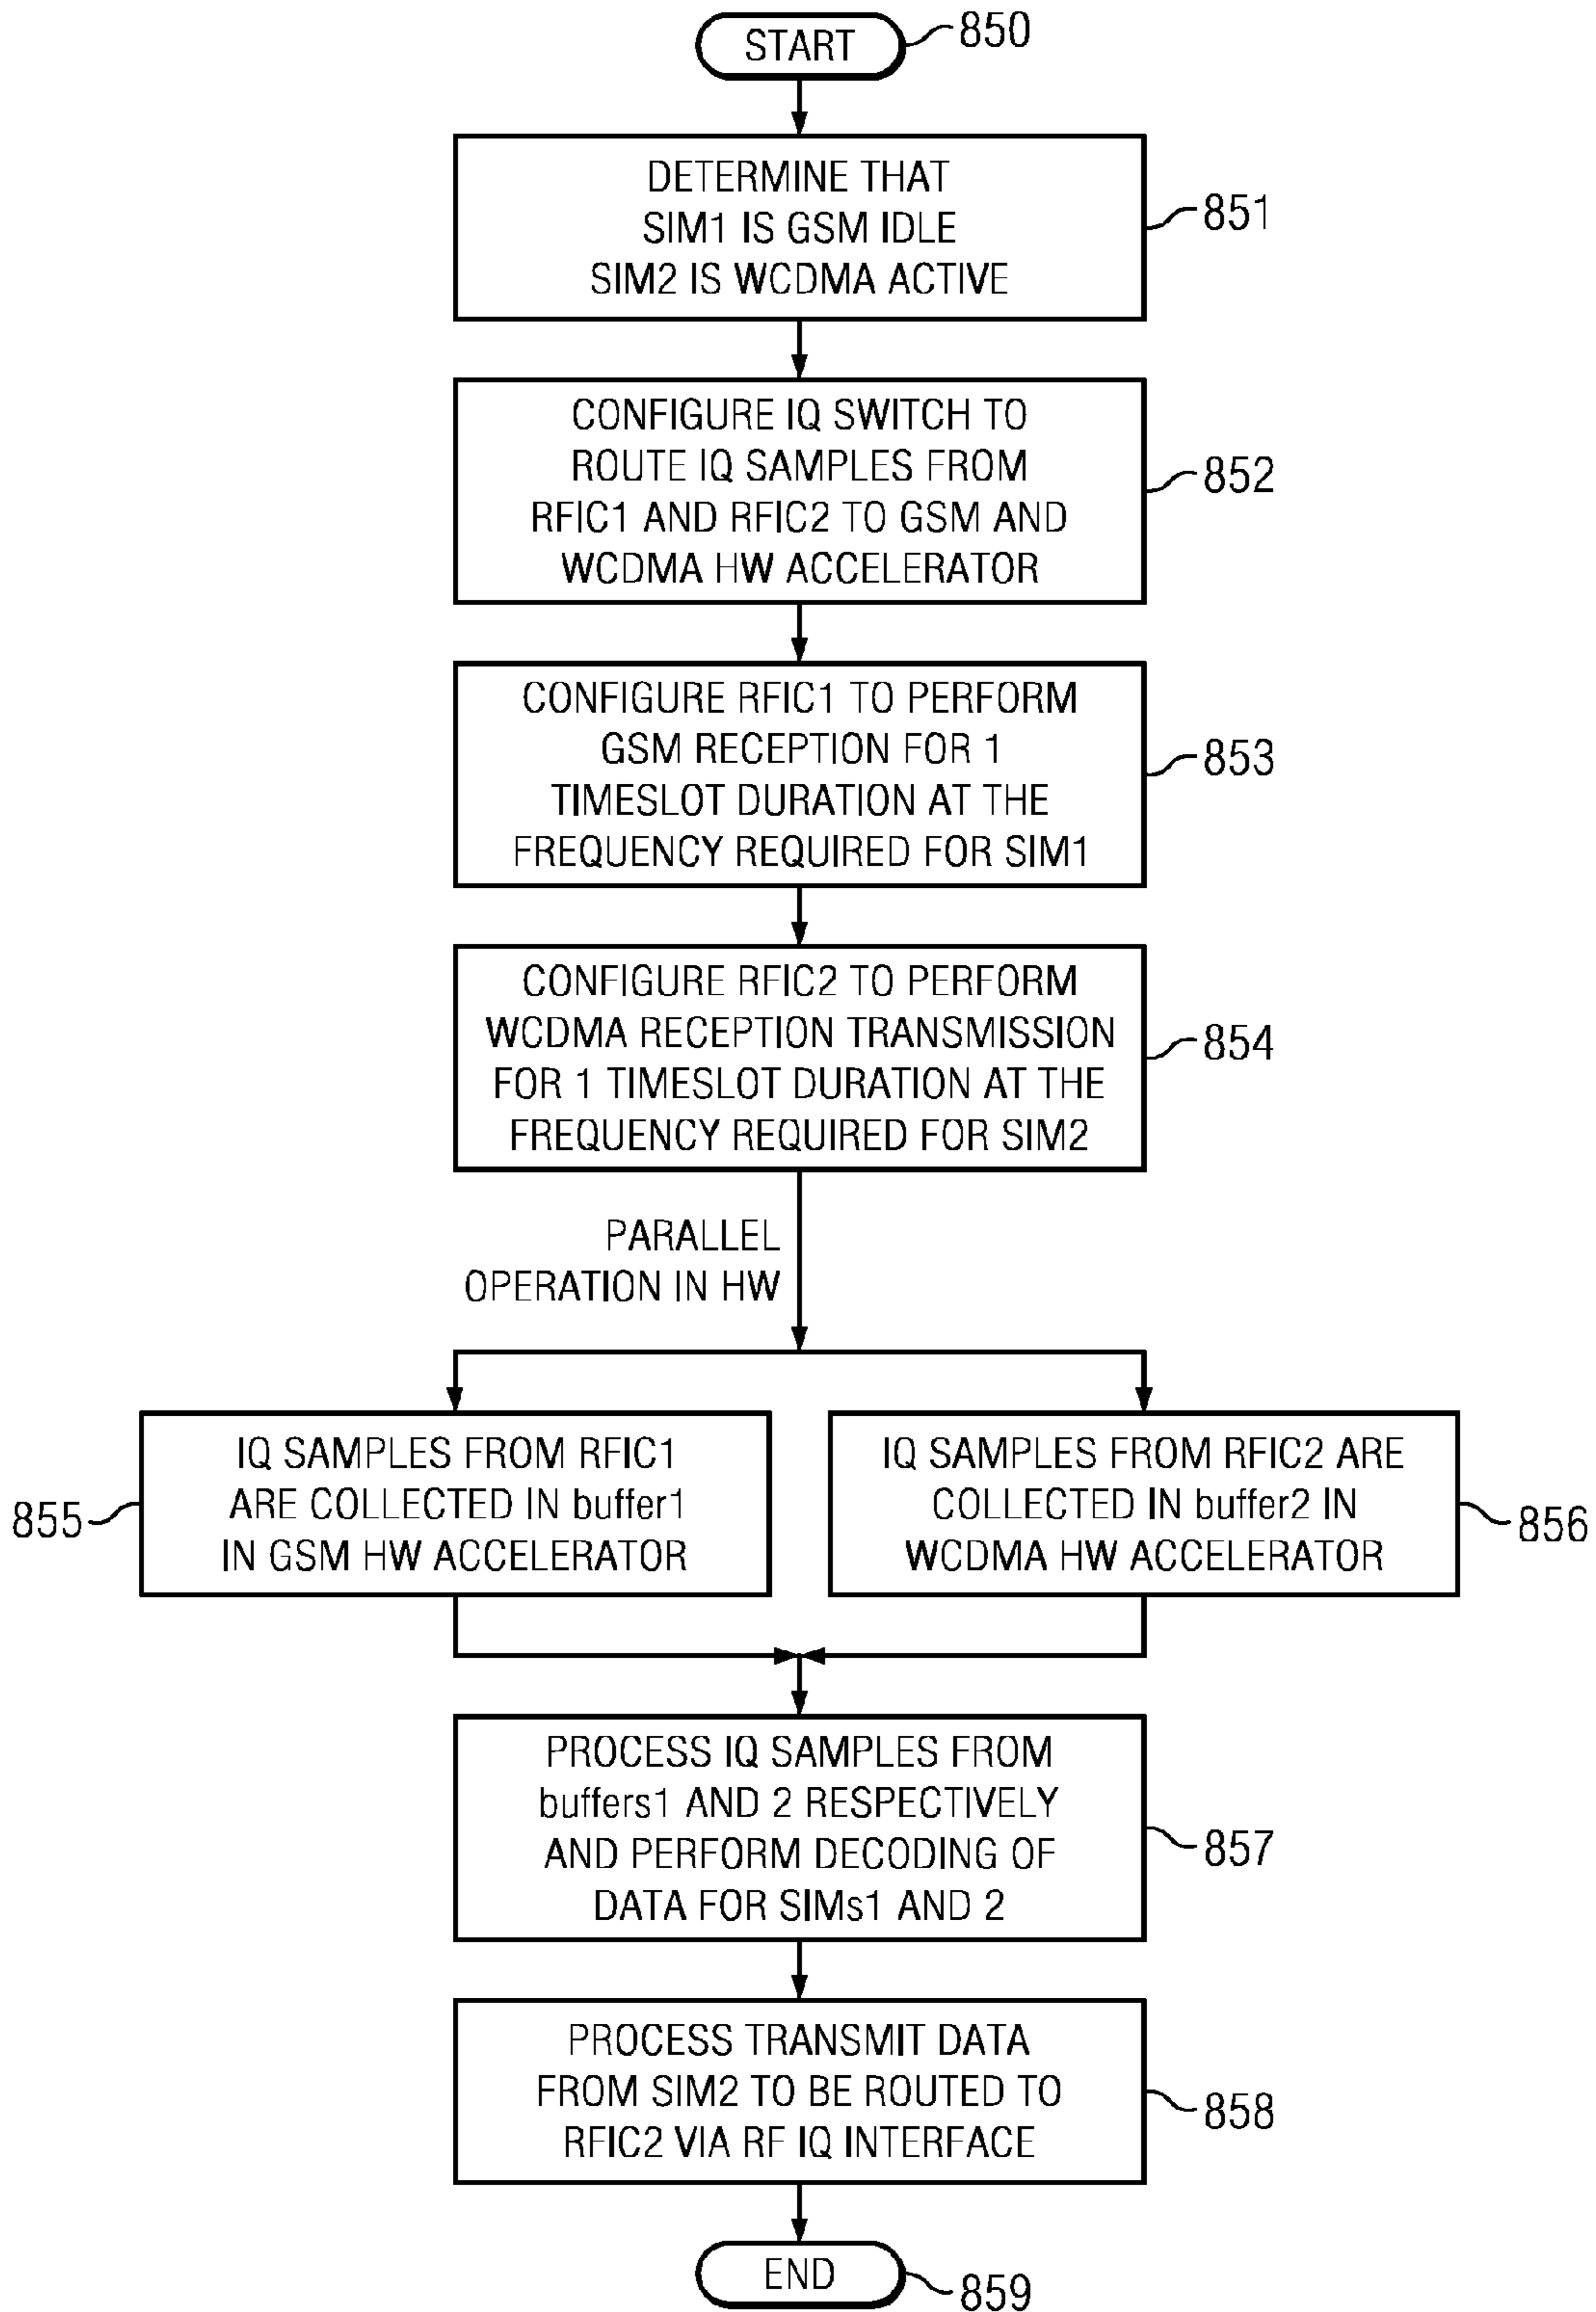 START
850
DETERMINE THAT
SIM1 IS GSM IDLE
SIM2 IS WCDMA ACTIVE
851
CONFIGURE IQ SWITCH TO
ROUTE IQ SAMPLES FROM
RFIC1 AND RFIC2 TO GSM AND
WCDMA HW ACCELERATOR
852
CONFIGURE RFIC1 TO PERFORM
GSM RECEPTION FOR 1
TIMESLOT DURATION AT THE
FREQUENCY REQUIRED FOR SIM1
853
CONFIGURE RFIC2 TO PERFORM
WCDMA RECEPTION TRANSMISSION
FOR 1 TIMESLOT DURATION AT THE
FREQUENCY REQUIRED FOR SIM2
854
PARALLEL
OPERATION IN HW
IQ SAMPLES FROM RFIC1
ARE COLLECTED IN buffer1
IN GSM HW ACCELERATOR
855
IQ SAMPLES FROM RFIC2 ARE
COLLECTED IN buffer2 IN
WCDMA HW ACCELERATOR
856
PROCESS IQ SAMPLES FROM
buffers1 AND 2 RESPECTIVELY
AND PERFORM DECODING OF
DATA FOR SIMs1 AND 2
857
PROCESS TRANSMIT DATA
FROM SIM2 TO BE ROUTED TO
RFIC2 VIA RF IQ INTERFACE
858
END
859